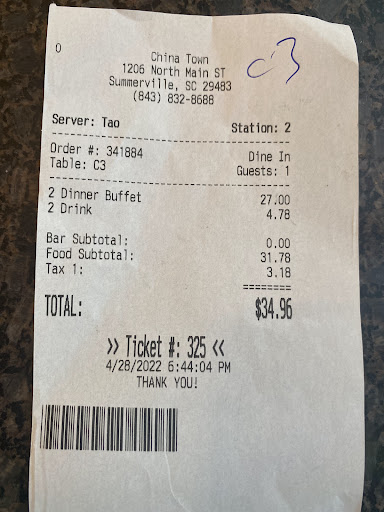 0
C3
China Town
1206 North Main ST
Summerville, SC 29483
(843) 832-8688
Server: Tao Station: 2
Order #: 341884 Dine In
Table: C3 Guests: 1
2 Dinner Buffet 27.00
2 Drink 4.78
Bar Subtotal: 0.00
Food Subtotal: 31.78
Tax 1: 3.18
========
TOTAL: $34.96
>> Ticket #: 325 <<
4/28/2022 6:44:04 PM
THANK YOU!